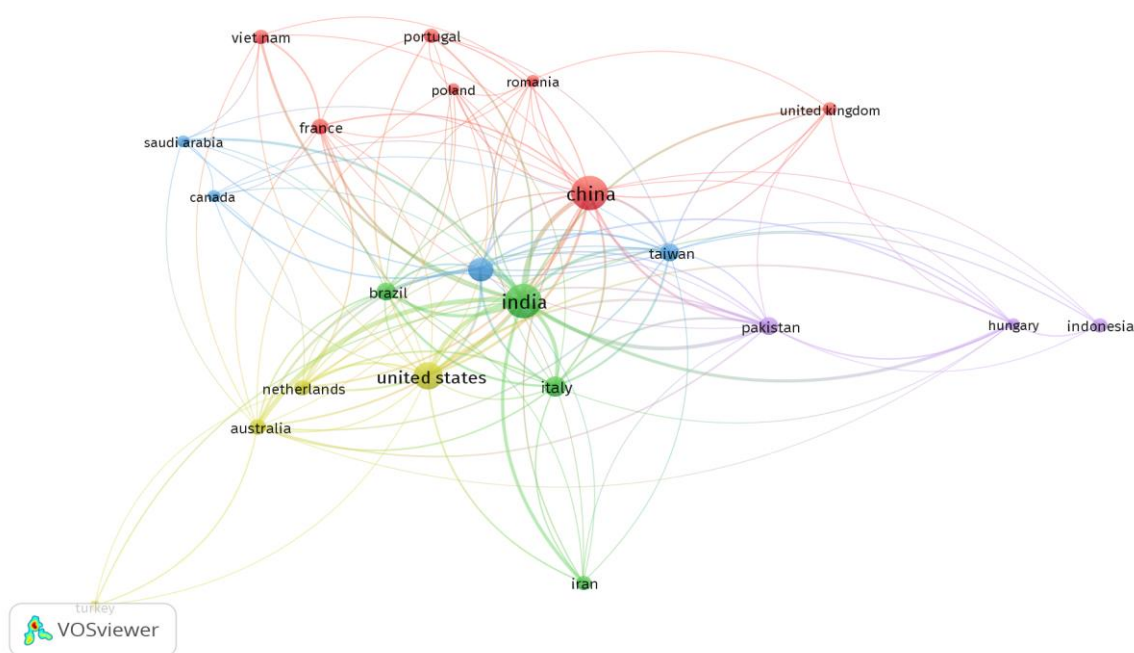 viet nam
portugal
romania
poland
united kingdom
france
saudi arabia
canada
china
taiwan
brazil
india
pakistan
hungary
indonesia
united states
netherlands
italy
australia
iran
turkey
VOSviewer